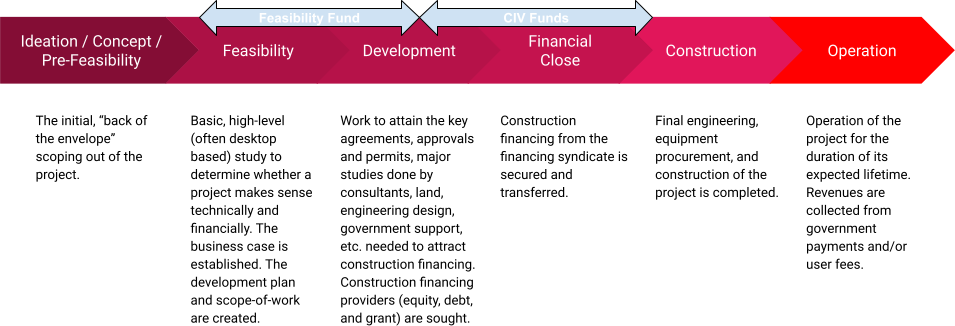 Feasibility Fund
CIV Funds
Ideation / Concept /
Pre-Feasibility
Feasibility
Development
Financial
Close
Construction
Operation
The initial, “back of
the envelope”
scoping out of the
project.
Basic, high-level
(often desktop
based) study to
determine whether a
project makes sense
technically and
financially. The
business case is
established. The
development plan
and scope-of-work
are created.
Work to attain the key
agreements, approvals
and permits, major
studies done by
consultants, land,
engineering design,
government support,
etc. needed to attract
construction financing.
Construction financing
providers (equity, debt,
and grant) are sought.
Construction
financing from the
financing syndicate is
secured and
transferred.
Final engineering,
equipment
procurement, and
construction of the
project is completed.
Operation of the
project for the
duration of its
expected lifetime.
Revenues are
collected from
government
payments and/or
user fees.